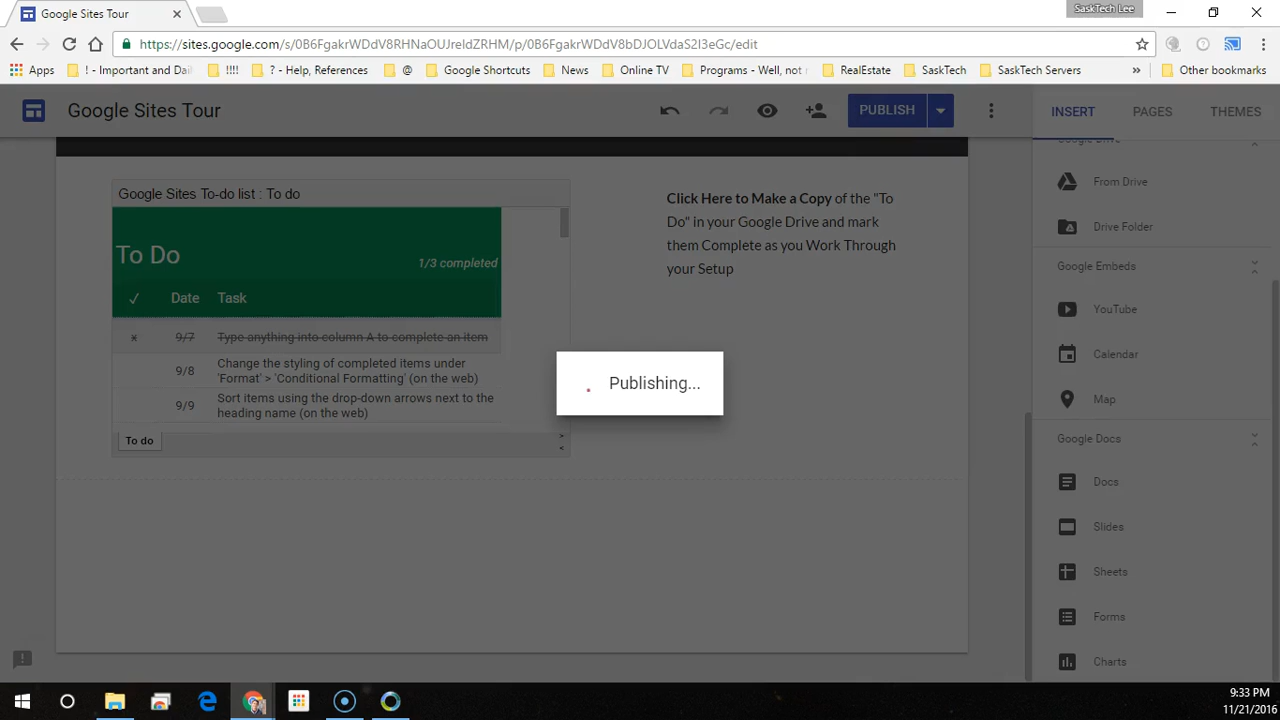 Google Sites Tour
SaskTech Lee
https://sites.google.com/s/0B6FgakrWDdV8RHNaOUJreIdZRHM/p/0B6FgakrWDdV8bDJOLVdaS2I3eGc/edit
Apps
! - Important and Dail
!!!!
? - Help, References
@
Google Shortcuts
News
Online TV
Programs - Well, not r
RealEstate
SaskTech
SaskTech Servers
»
Other bookmarks
Google Sites Tour
PUBLISH
INSERT
PAGES
THEMES
Google Sites To-do list : To do
To Do
1/3 completed
✓ Date Task
x 9/7 Type anything into column A to complete an item
9/8 Change the styling of completed items under
'Format' > 'Conditional Formatting' (on the web)
9/9 Sort items using the drop-down arrows next to the
heading name (on the web)
To do
Click Here to Make a Copy of the "To
Do" in your Google Drive and mark
them Complete as you Work Through
your Setup
Publishing...
Google Drive
From Drive
Drive Folder
Google Embeds
YouTube
Calendar
Map
Google Docs
Docs
Slides
Sheets
Forms
Charts
9:33 PM
11/21/2016